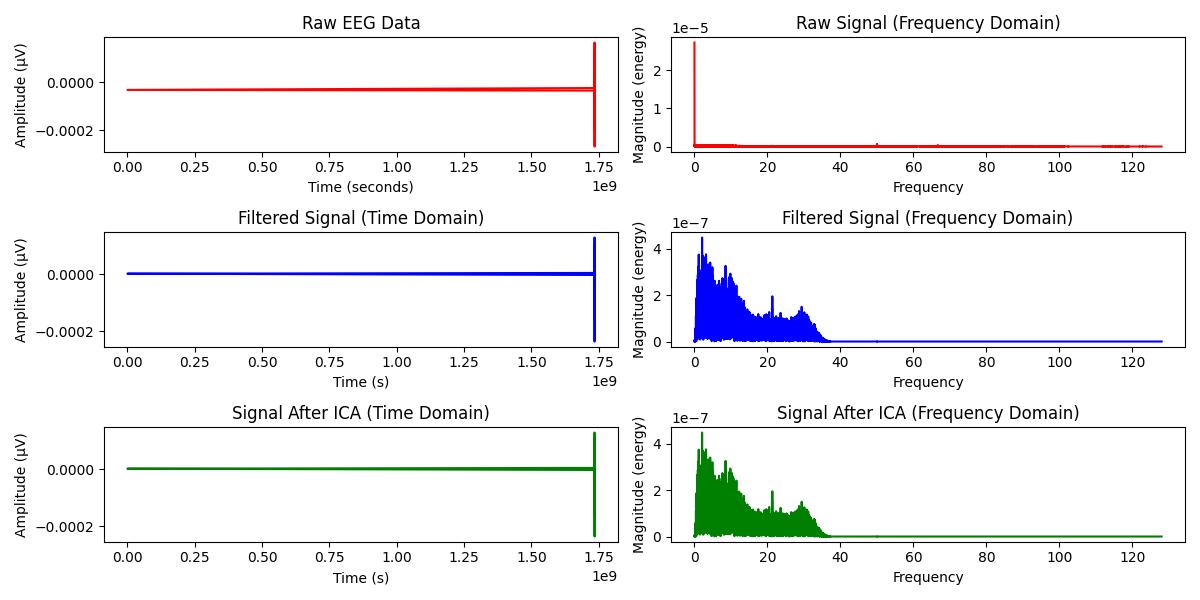 Raw EEG Data
Amplitude (µV)
0.0000
−0.0002
0.00 0.25 0.50 0.75 1.00 1.25 1.50 1.75
1e9
Time (seconds)
Raw Signal (Frequency Domain)
1e−5
Magnitude (energy)
2
1
0
0 20 40 60 80 100 120
Frequency
Filtered Signal (Time Domain)
Amplitude (µV)
0.0000
−0.0002
0.00 0.25 0.50 0.75 1.00 1.25 1.50 1.75
1e9
Time (s)
Filtered Signal (Frequency Domain)
1e−7
Magnitude (energy)
4
2
0
0 20 40 60 80 100 120
Frequency
Signal After ICA (Time Domain)
Amplitude (µV)
0.0000
−0.0002
0.00 0.25 0.50 0.75 1.00 1.25 1.50 1.75
1e9
Time (s)
Signal After ICA (Frequency Domain)
1e−7
Magnitude (energy)
4
2
0
0 20 40 60 80 100 120
Frequency